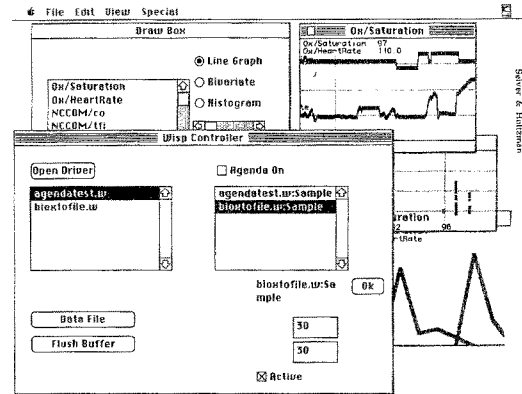 File Edit View Special
Draw Box
Line Graph
Bivariate
Histogram
Ox/Saturation
Ox/HeartRate
NCCOM/co
NCCOM/tfi
Ox/Saturation
Ox/Saturation 97
Ox/HeartRate 110.0
Wisp Controller
Open Driver
Agenda On
agendatest.w
bioxtofile.w
agendatest.w:Sample
bioxtofile.w:Sample
bioxtofile.w:Sa
mple
Ok
Data File
Flush Buffer
30
30
Active
uration
96
rtRate